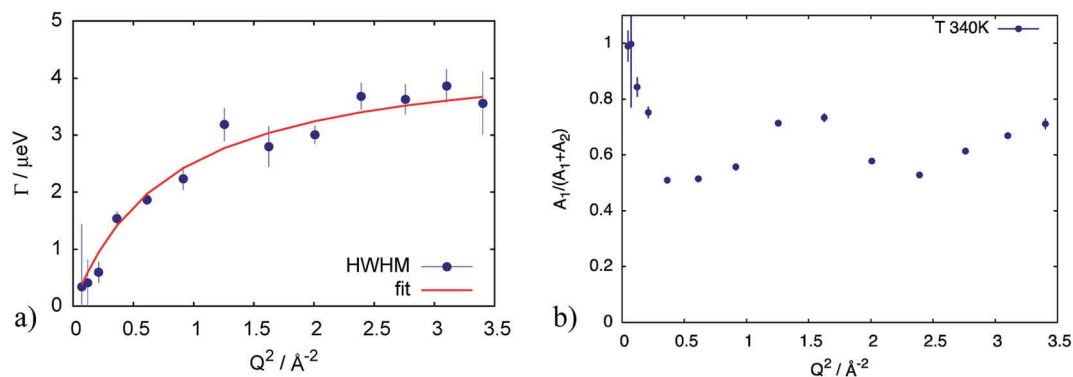 5
4
3
2
1
0
Γ / μeV
HWHM
fit
0 0.5 1 1.5 2 2.5 3 3.5
Q² / Å⁻²
a)
1
0.8
0.6
0.4
0.2
0
A₁/(A₁+A₂)
T 340K
0 0.5 1 1.5 2 2.5 3 3.5
Q² / Å⁻²
b)